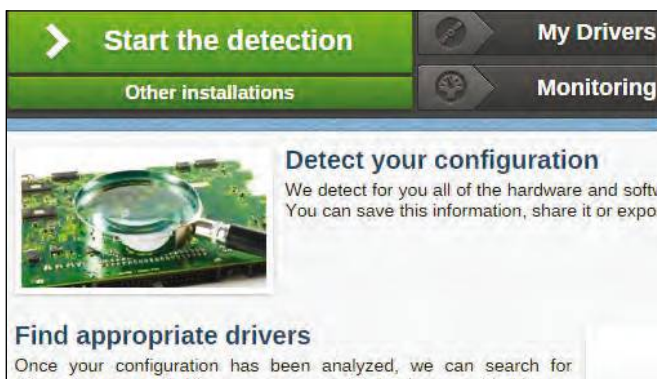 Start the detection
Other installations
My Drivers
Monitoring
Detect your configuration
We detect for you all of the hardware and softw
You can save this information, share it or expo
Find appropriate drivers
Once your configuration has been analyzed, we can search for